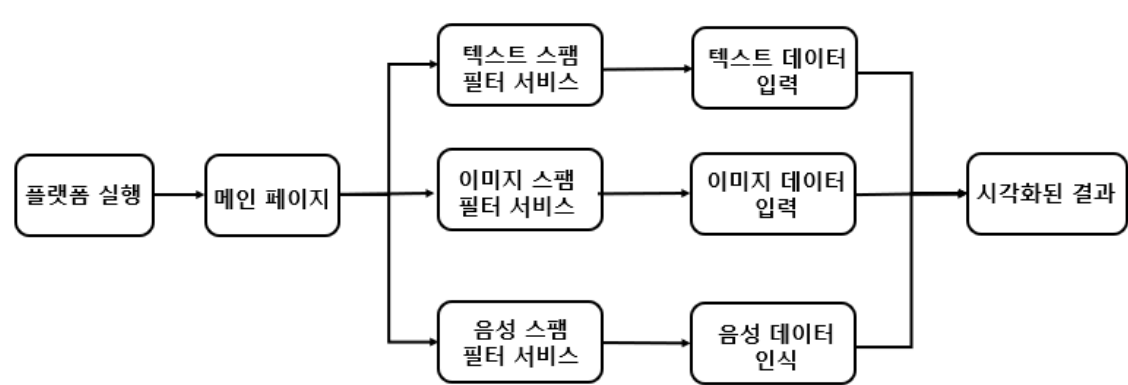 플랫폼 실행
메인 페이지
텍스트 스팸
필터 서비스
텍스트 데이터
입력
이미지 스팸
필터 서비스
이미지 데이터
입력
음성 스팸
필터 서비스
음성 데이터
인식
시각화된 결과